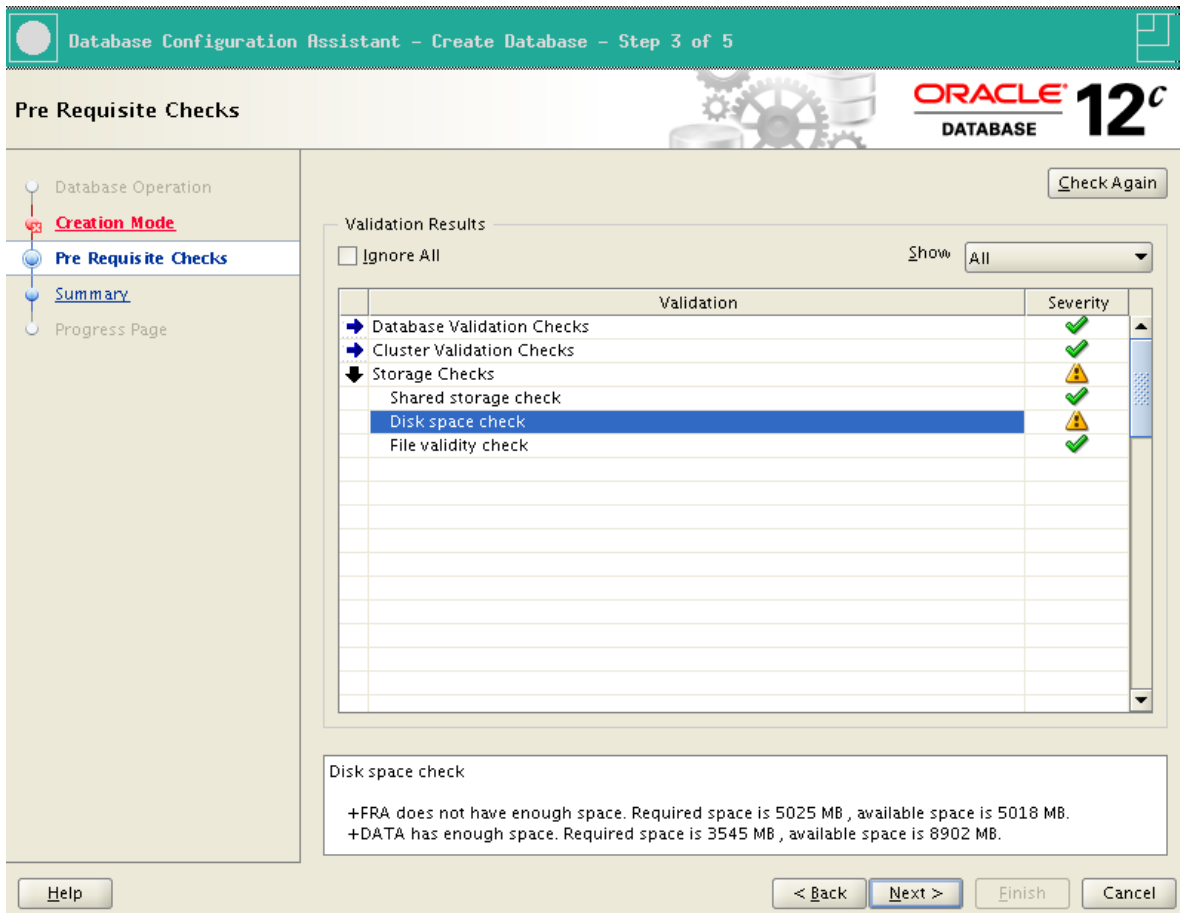 Database Configuration Assistant - Create Database - Step 3 of 5
Pre Requisite Checks
ORACLE DATABASE 12c
Database Operation
Creation Mode
Pre Requisite Checks
Summary
Progress Page
Check Again
Validation Results
Ignore All
Show All
Validation Severity
Database Validation Checks
Cluster Validation Checks
Storage Checks
Shared storage check
Disk space check
File validity check
Disk space check
+FRA does not have enough space. Required space is 5025 MB , available space is 5018 MB.
+DATA has enough space. Required space is 3545 MB , available space is 8902 MB.
Help < Back Next > Finish Cancel